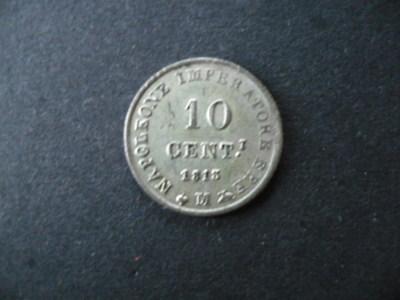 NAPOLEONE IMPERATORE E RE
10
CENT.I
1813
M